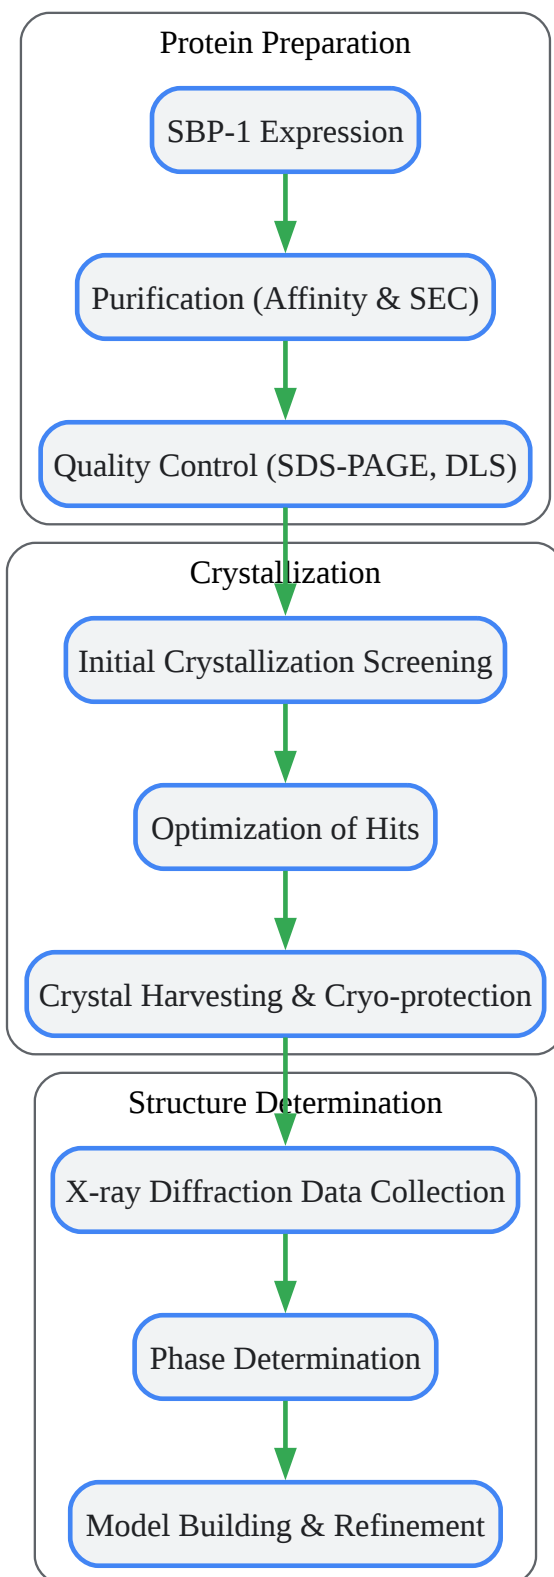 Protein Preparation
SBP-1 Expression
Purification (Affinity & SEC)
Quality Control (SDS-PAGE, DLS)
Crystallization
Initial Crystallization Screening
Optimization of Hits
Crystal Harvesting & Cryo-protection
Structure Determination
X-ray Diffraction Data Collection
Phase Determination
Model Building & Refinement